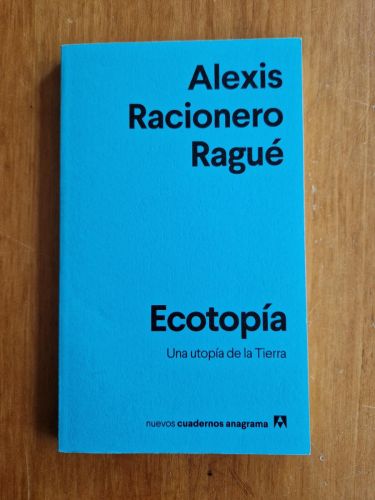 Alexis
Racionero
Ragué
Ecotopía
Una utopía de la Tierra
nuevos cuadernos anagrama